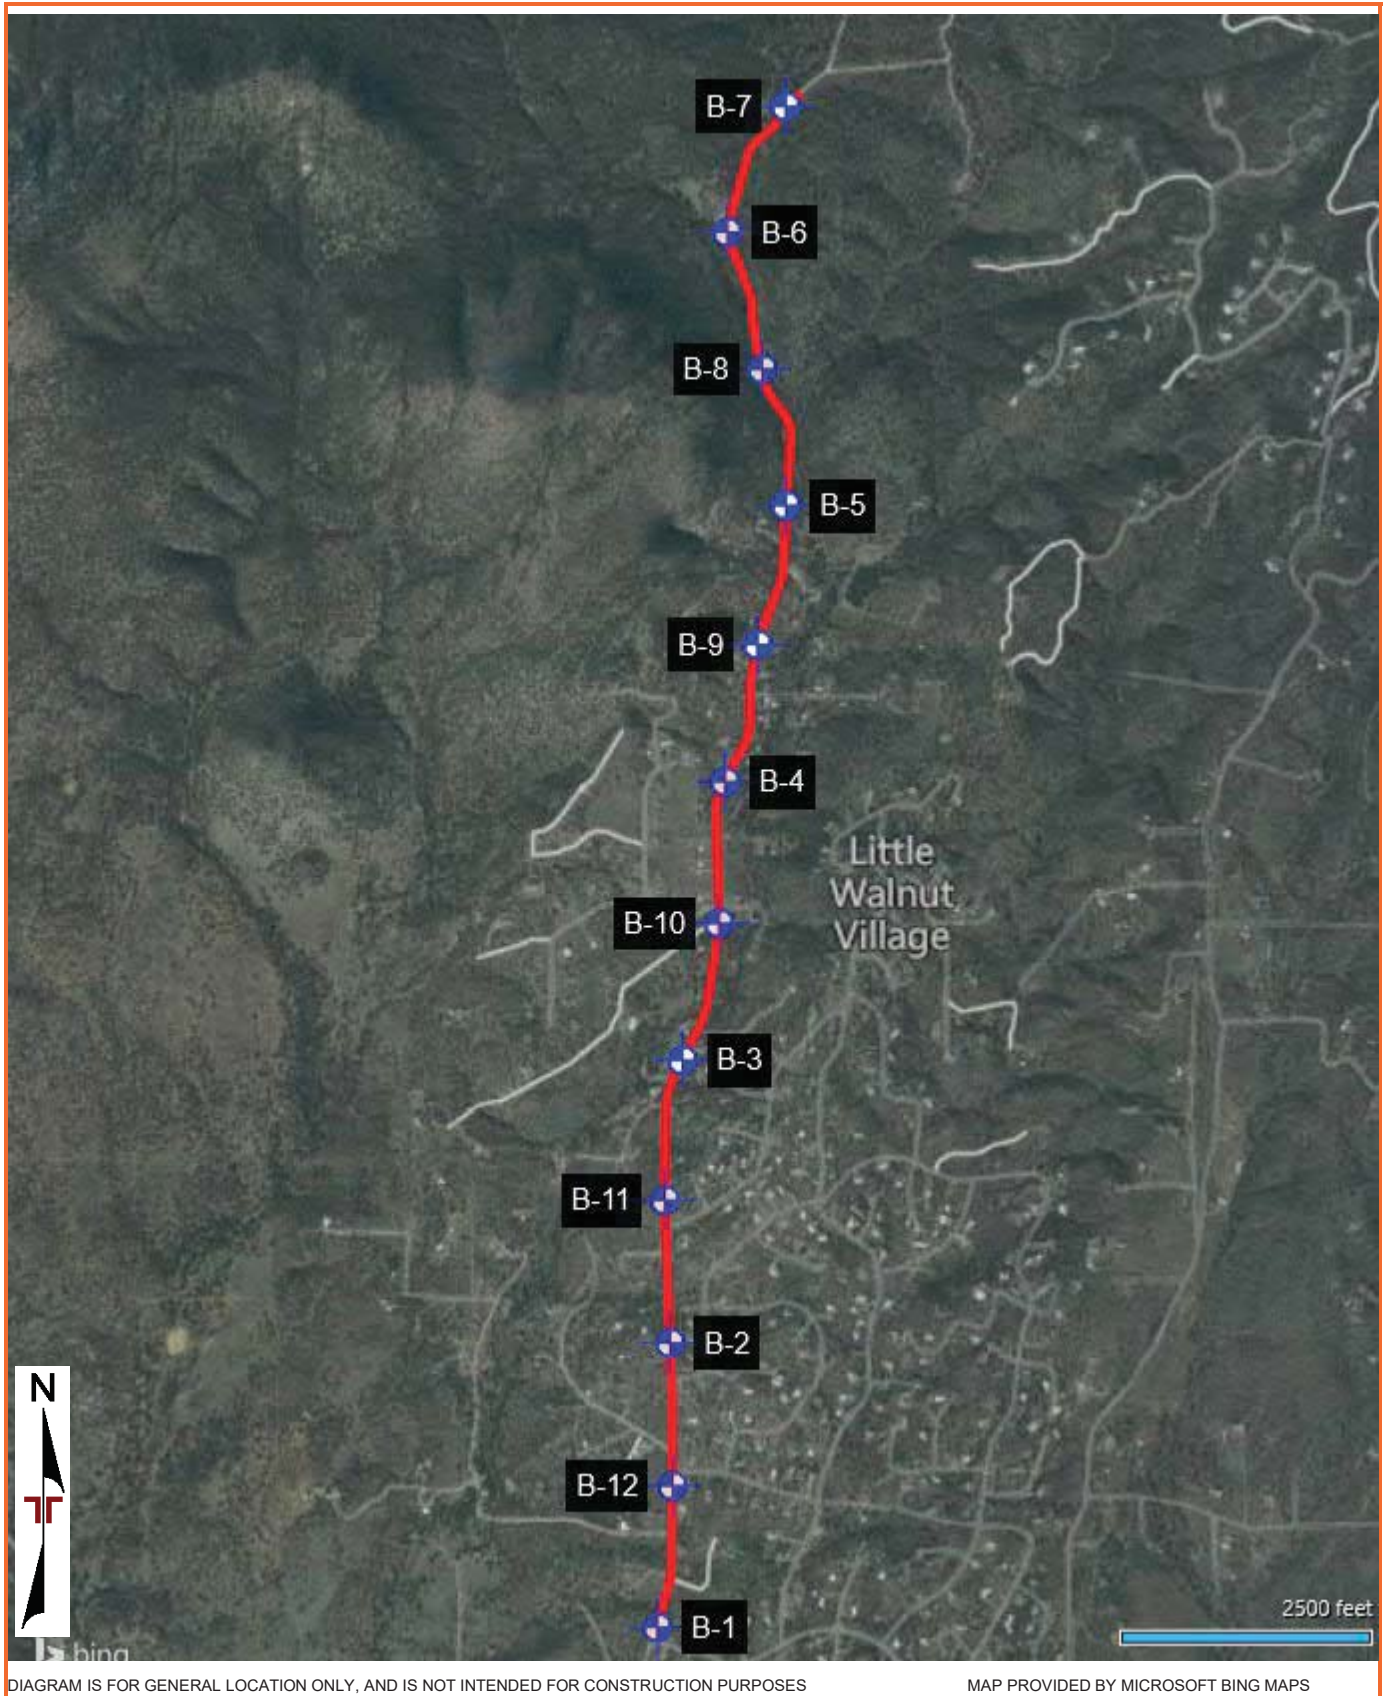 B-7
B-6
B-8
B-5
B-9
B-4
Little
Walnut
Village
B-10
B-3
B-11
B-2
N
B-12
2500 feet
B-1
bing
DIAGRAM IS FOR GENERAL LOCATION ONLY, AND IS NOT INTENDED FOR CONSTRUCTION PURPOSES
MAP PROVIDED BY MICROSOFT BING MAPS